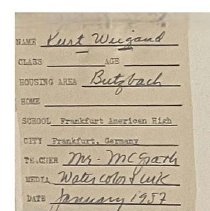 NAME Kurt Weigand
CLASS AGE
HOUSING AREA Butzbach
HOME
SCHOOL Frankfurt American High
CITY Frankfurt, Germany
TEACHER Mr. McGrath
MEDIA Watercolor & ink
DATE January 1957